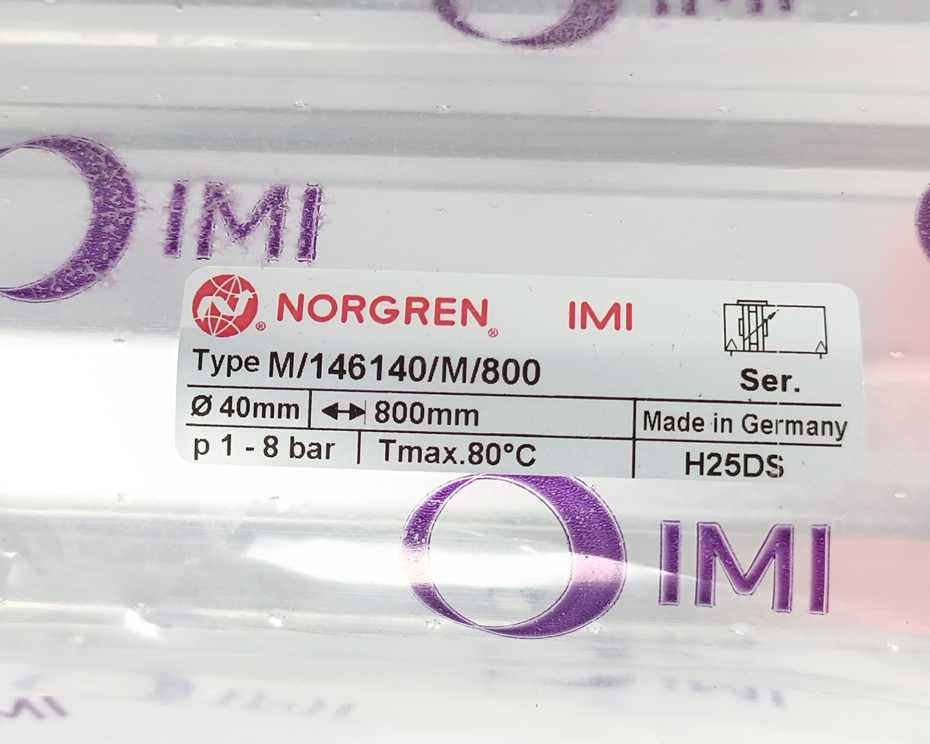 IMI
IMI
NORGREN® IMI
Type M/146140/M/800
Ser.
Ø 40mm
800mm
Made in Germany
p 1 - 8 bar
Tmax.80°C
H25DS
IMI
IMI